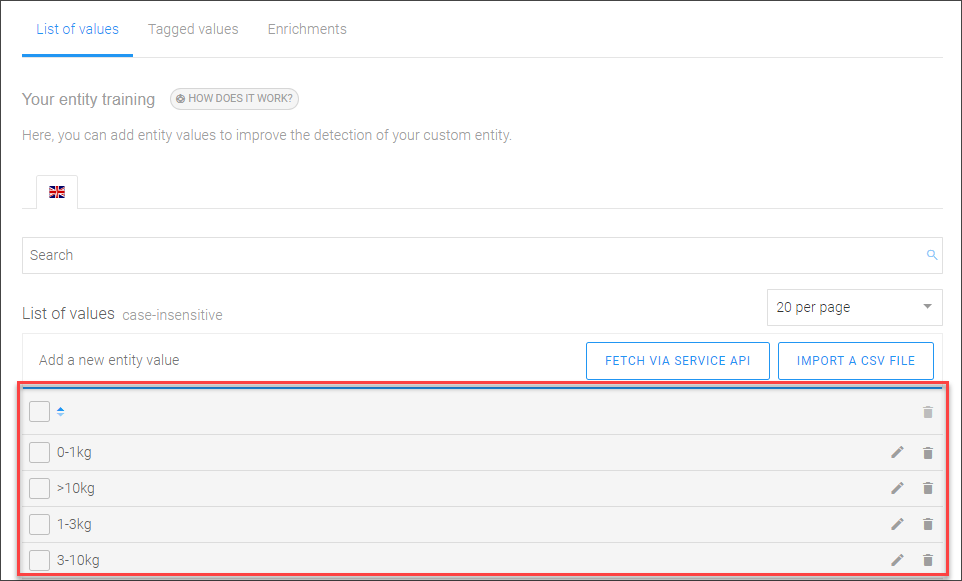 List of values Tagged values Enrichments
Your entity training HOW DOES IT WORK?
Here, you can add entity values to improve the detection of your custom entity.
Search
List of values case-insensitive 20 per page
Add a new entity value FETCH VIA SERVICE API IMPORT A CSV FILE
0-1kg
>10kg
1-3kg
3-10kg